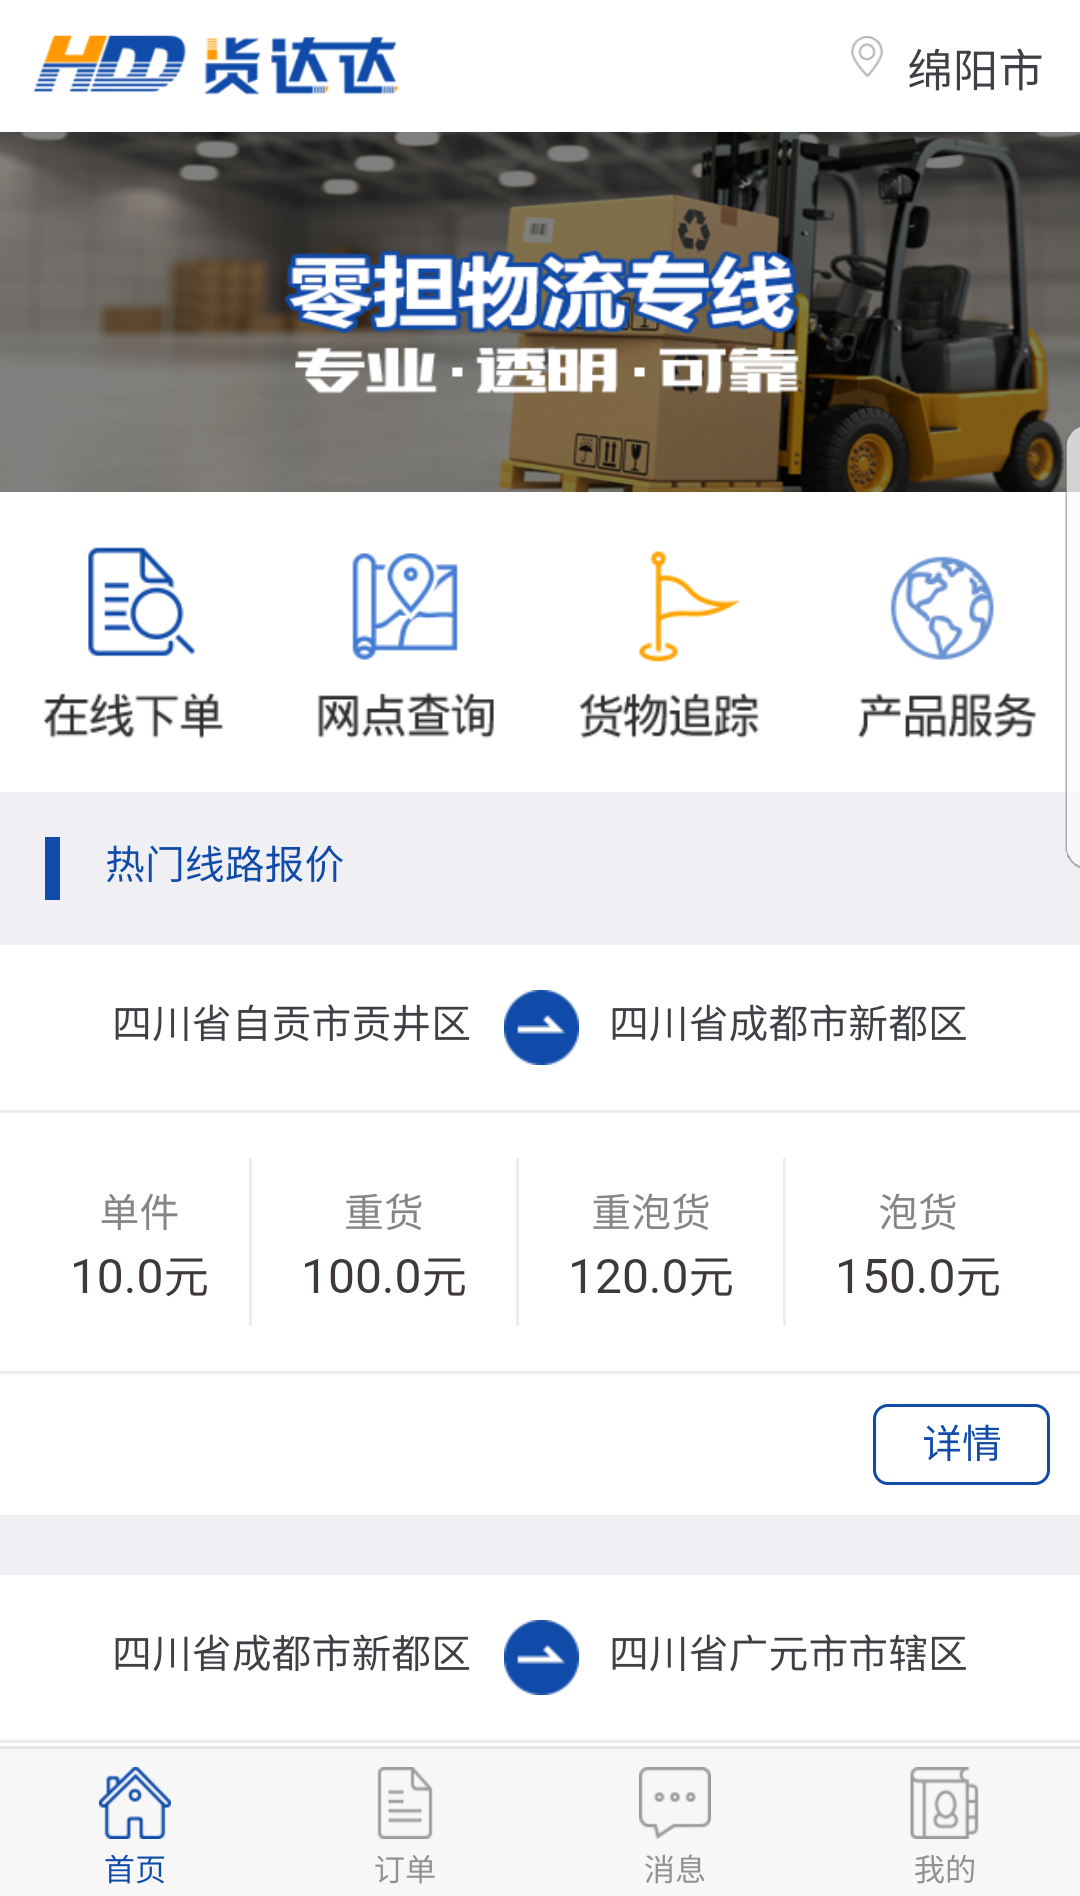 HDD 货达达
绵阳市
零担物流专线
专业·透明·可靠
在线下单 网点查询 货物追踪 产品服务
热门线路报价
四川省自贡市贡井区 四川省成都市新都区
单件 重货 重泡货 泡货
10.0元 100.0元 120.0元 150.0元
详情
四川省成都市新都区 四川省广元市市辖区
首页 订单 消息 我的